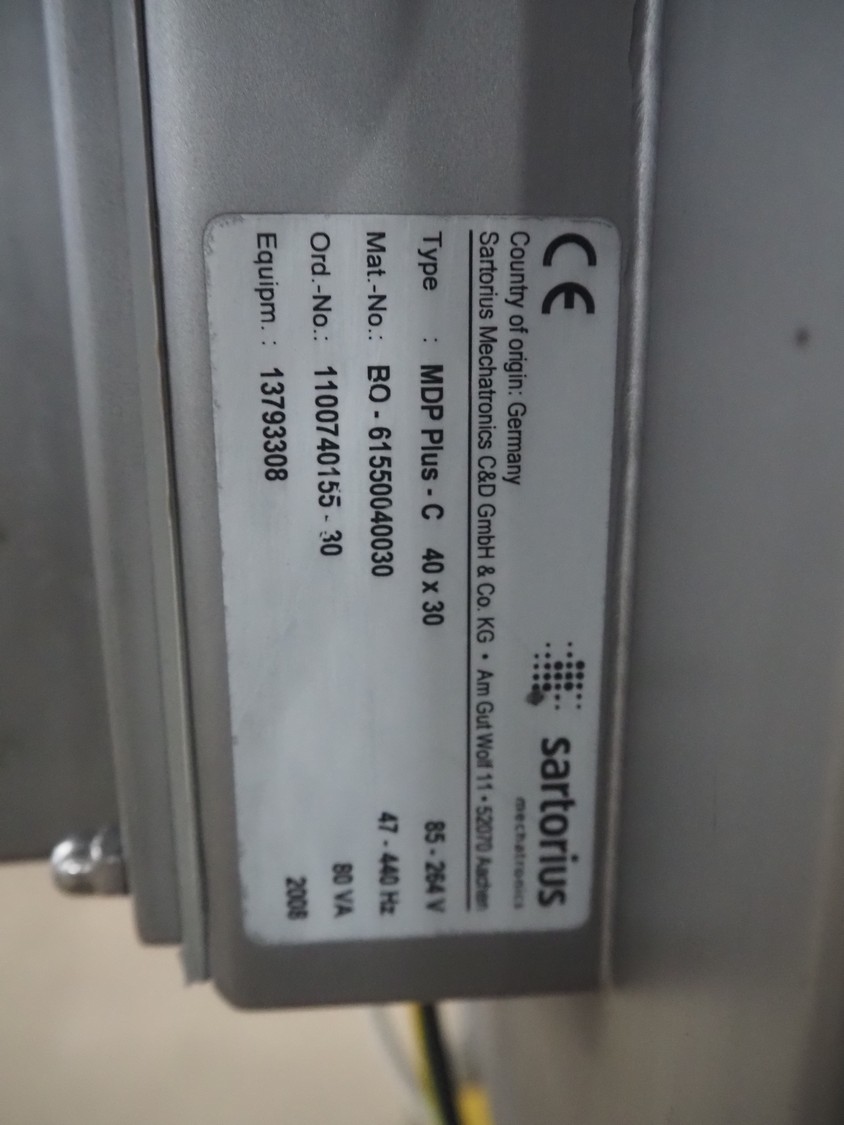 CE
sartorius
mechatronics
Country of origin: Germany
Sartorius Mechatronics C&D GmbH & Co. KG • Am Gut Wolf 11 • 52070 Aachen
Type : MDP Plus - C 40 x 30 85 - 264 V
Mat.-No.: BO - 61550040030 47 - 440 Hz
Ord.-No.: 1100740155 - 30 80 VA
Equipm. : 13793308 2008